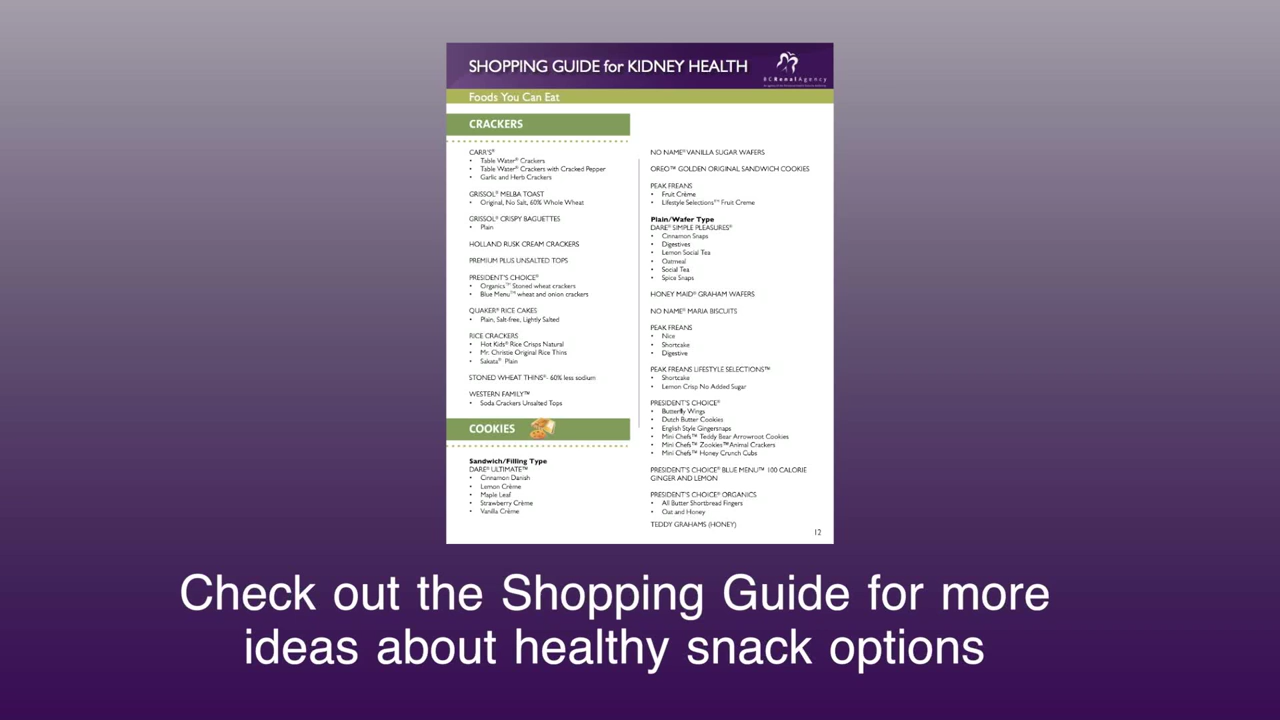 SHOPPING GUIDE for KIDNEY HEALTH
BC Renal Agency
Foods You Can Eat
CRACKERS
CARR'S®
• Table Water® Crackers
• Table Water® Crackers with Cracked Pepper
• Garlic and Herb Crackers
GRISSOL® MELBA TOAST
• Original, No Salt, 60% Whole Wheat
GRISSOL® CRISPY BAGUETTES
• Plain
HOLLAND RUSK CREAM CRACKERS
PREMIUM PLUS UNSALTED TOPS
PRESIDENT'S CHOICE®
• Organics™ Stoned wheat crackers
• Blue Menu™ wheat and onion crackers
QUAKER® RICE CAKES
• Plain, Salt-free, Lightly Salted
RICE CRACKERS
• Hot Kids® Rice Crisps Natural
• Mr. Christie Original Rice Thins
• Sakata® Plain
STONED WHEAT THINS®- 60% less sodium
WESTERN FAMILY™
• Soda Crackers Unsalted Tops
COOKIES
Sandwich/Filling Type
DARE® ULTIMATE™
• Cinnamon Danish
• Lemon Crème
• Maple Leaf
• Strawberry Crème
• Vanilla Crème
NO NAME® VANILLA SUGAR WAFERS
OREO™ GOLDEN ORIGINAL SANDWICH COOKIES
PEAK FREANS
• Fruit Crème
• Lifestyle Selections™ Fruit Creme
Plain/Wafer Type
DARE® SIMPLE PLEASURES®
• Cinnamon Snaps
• Digestives
• Lemon Social Tea
• Oatmeal
• Social Tea
• Spice Snaps
HONEY MAID® GRAHAM WAFERS
NO NAME® MARIA BISCUITS
PEAK FREANS
• Nice
• Shortcake
• Digestive
PEAK FREANS LIFESTYLE SELECTIONS™
• Shortcake
• Lemon Crisp No Added Sugar
PRESIDENT'S CHOICE®
• Butterfly Wings
• Dutch Butter Cookies
• English Style Gingersnaps
• Mini Chefs™ Teddy Bear Arrowroot Cookies
• Mini Chefs™ Zookies™Animal Crackers
• Mini Chefs™ Honey Crunch Cubs
PRESIDENT'S CHOICE® BLUE MENU™ 100 CALORIE
GINGER AND LEMON
PRESIDENT'S CHOICE® ORGANICS
• All Butter Shortbread Fingers
• Oat and Honey
TEDDY GRAHAMS (HONEY)
12
Check out the Shopping Guide for more
ideas about healthy snack options